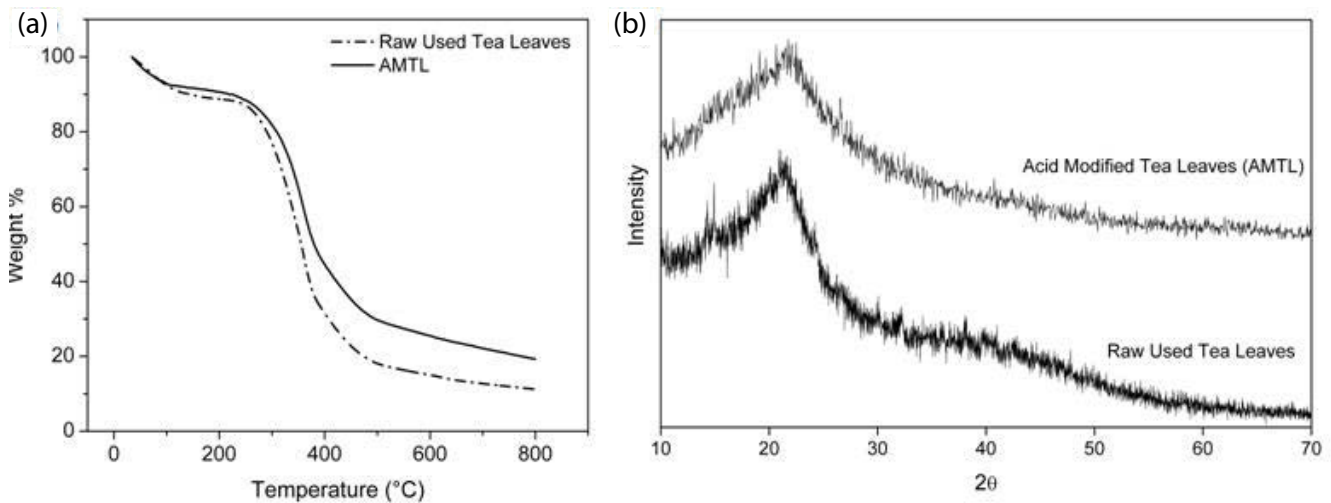 (a)
Raw Used Tea Leaves
AMTL
100
80
60
40
20
0
Weight %
0 200 400 600 800
Temperature (°C)
(b)
Acid Modified Tea Leaves (AMTL)
Raw Used Tea Leaves
Intensity
10 20 30 40 50 60 70
2θ